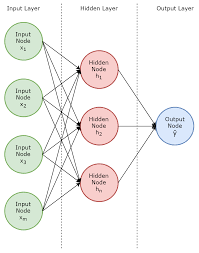 Input Layer
Hidden Layer
Output Layer
Input
Node
x₁
Input
Node
x₂
Input
Node
x₃
Input
Node
xₘ
Hidden
Node
h₁
Hidden
Node
h₂
Hidden
Node
hₙ
Output
Node
Ŷ